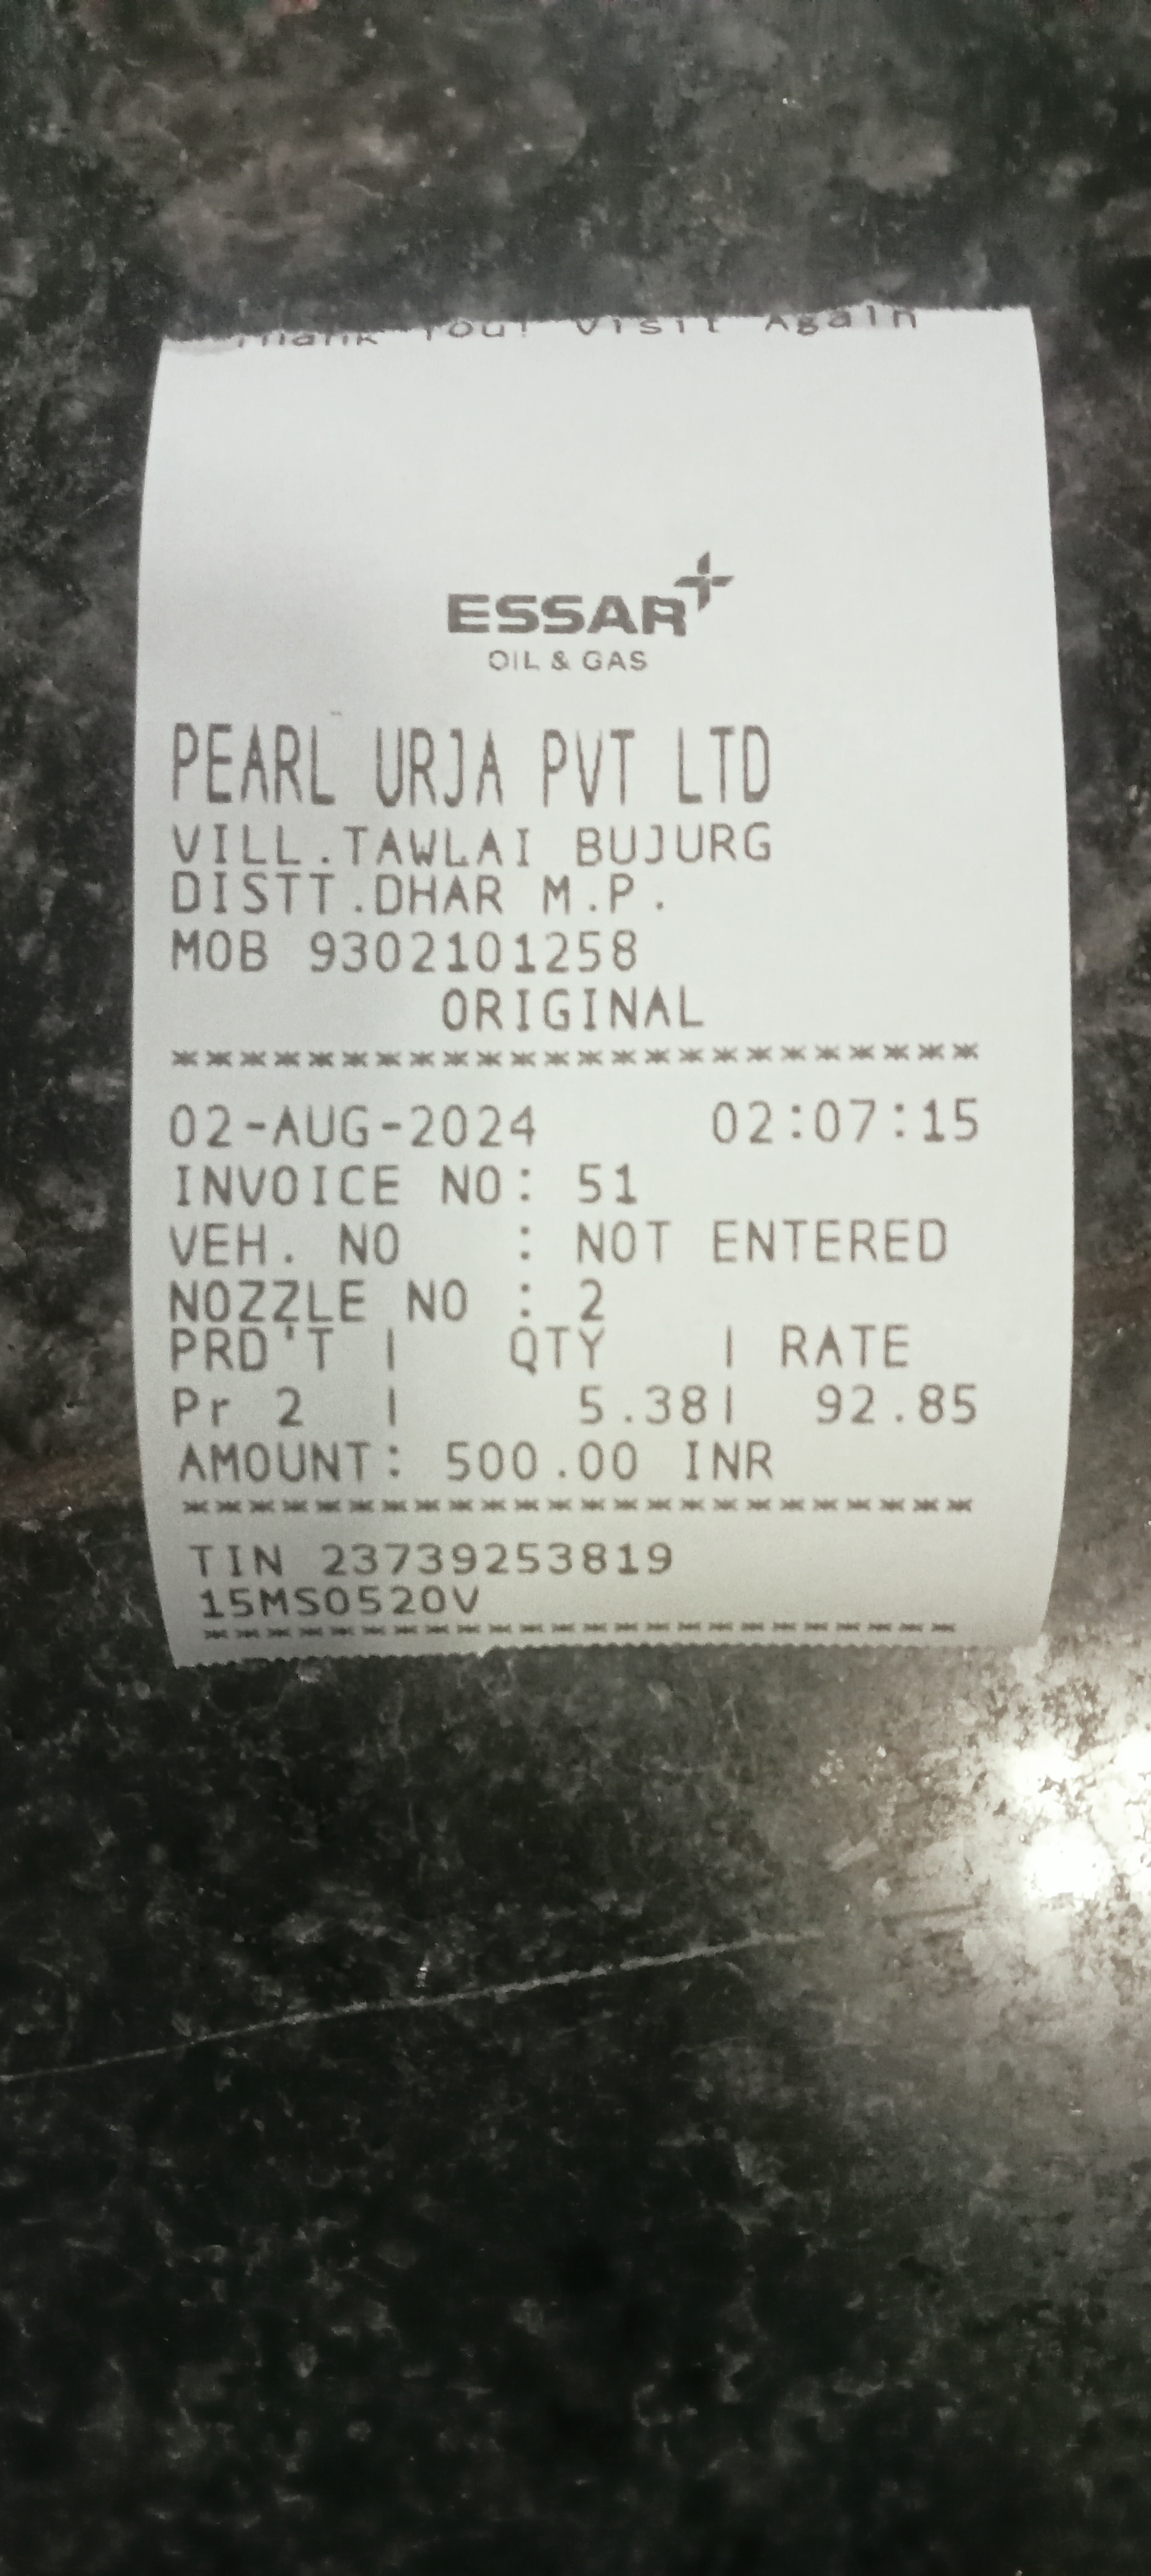 Thank You! Visit Again
ESSAR
OIL & GAS
PEARL URJA PVT LTD
VILL.TAWLAI BUJURG
DISTT.DHAR M.P.
MOB 9302101258
ORIGINAL
************************
02-AUG-2024 02:07:15
INVOICE NO: 51
VEH. NO : NOT ENTERED
NOZZLE NO : 2
PRD'T | QTY | RATE
Pr 2 | 5.38| 92.85
AMOUNT: 500.00 INR
************************
TIN 23739253819
15MS0520V
************************